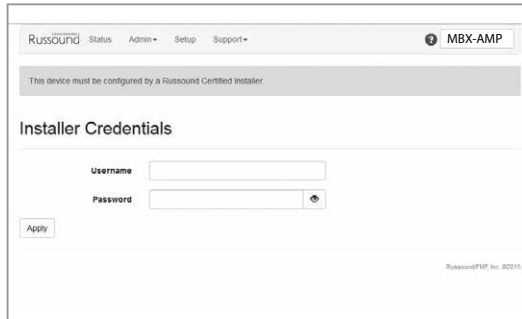 Russound Status Admin Setup Support ? MBX-AMP
This device must be configured by a Russound Certified Installer.
Installer Credentials
Username
Password
Apply
Russound/FMP, Inc. ©2015